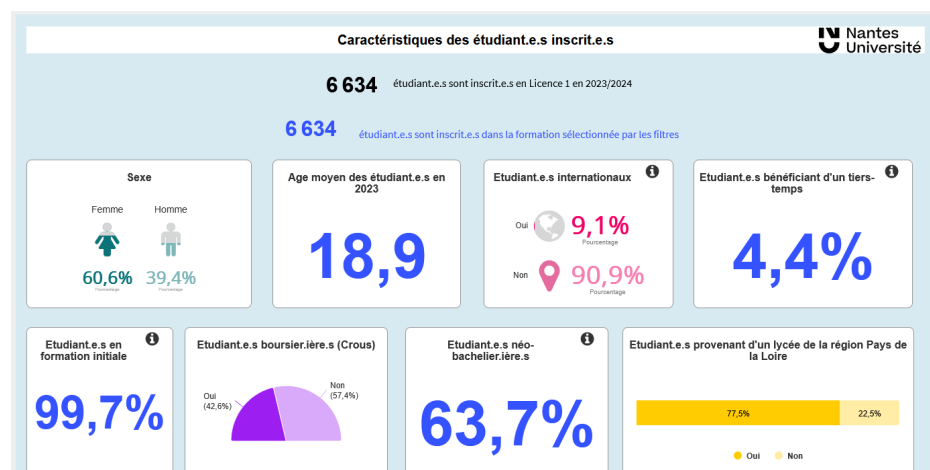 Caractéristiques des étudiant.e.s inscrit.e.s
Nantes
Université
6 634 étudiant.e.s sont inscrit.e.s en Licence 1 en 2023/2024
6 634 étudiant.e.s sont inscrit.e.s dans la formation sélectionnée par les filtres
Sexe
Femme Homme
60,6% 39,4%
Pourcentage Pourcentage
Age moyen des étudiant.e.s en
2023
18,9
Etudiant.e.s internationaux
Oui 9,1%
Pourcentage
Non 90,9%
Pourcentage
Etudiant.e.s bénéficiant d'un tiers-
temps
4,4%
Etudiant.e.s en
formation initiale
99,7%
Etudiant.e.s boursier.ière.s (Crous)
Oui
(42,6%)
Non
(57,4%)
Etudiant.e.s néo-
bachelier.ière.s
63,7%
Etudiant.e.s provenant d'un lycée de la région Pays de
la Loire
77,5% 22,5%
Oui Non